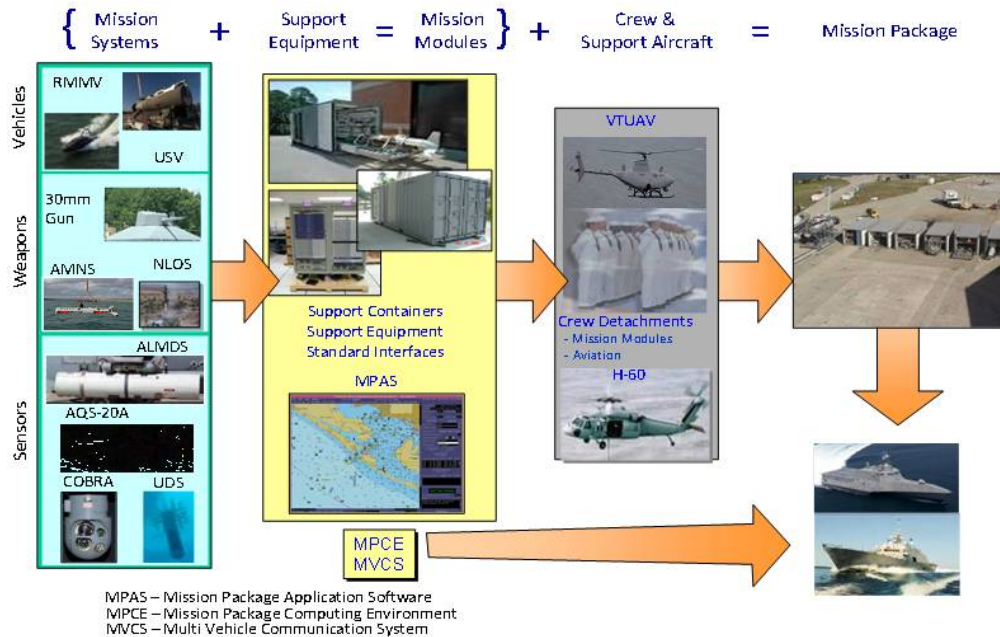 { Mission Systems + Support Equipment = Mission Modules } + Crew & Support Aircraft = Mission Package
Vehicles
RMMV
USV
Weapons
30mm
Gun
AMNS
NLOS
Sensors
ALMDS
AQS-20A
COBRA
UDS
Support Containers
Support Equipment
Standard Interfaces
MPAS
MPCE
MVCS
VTUAV
Crew Detachments
- Mission Modules
- Aviation
H-60
MPAS – Mission Package Application Software
MPCE – Mission Package Computing Environment
MVCS – Multi Vehicle Communication System